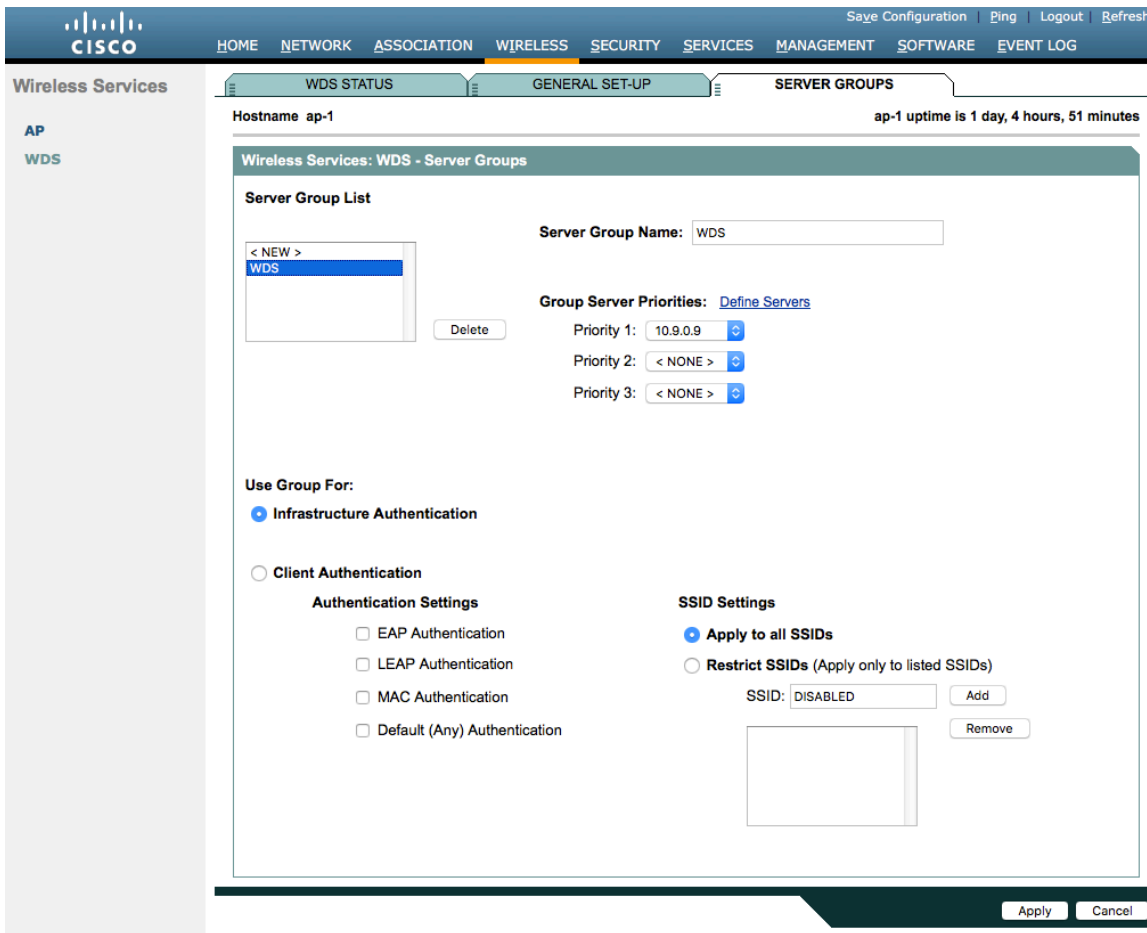 Save Configuration | Ping | Logout | Refresh
CISCO
HOME NETWORK ASSOCIATION WIRELESS SECURITY SERVICES MANAGEMENT SOFTWARE EVENT LOG
Wireless Services
AP
WDS
WDS STATUS GENERAL SET-UP SERVER GROUPS
Hostname ap-1 ap-1 uptime is 1 day, 4 hours, 51 minutes
Wireless Services: WDS - Server Groups
Server Group List
< NEW >
WDS
Delete
Server Group Name: WDS
Group Server Priorities: Define Servers
Priority 1: 10.9.0.9
Priority 2: < NONE >
Priority 3: < NONE >
Use Group For:
Infrastructure Authentication
Client Authentication
Authentication Settings
EAP Authentication
LEAP Authentication
MAC Authentication
Default (Any) Authentication
SSID Settings
Apply to all SSIDs
Restrict SSIDs (Apply only to listed SSIDs)
SSID: DISABLED Add
Remove
Apply Cancel